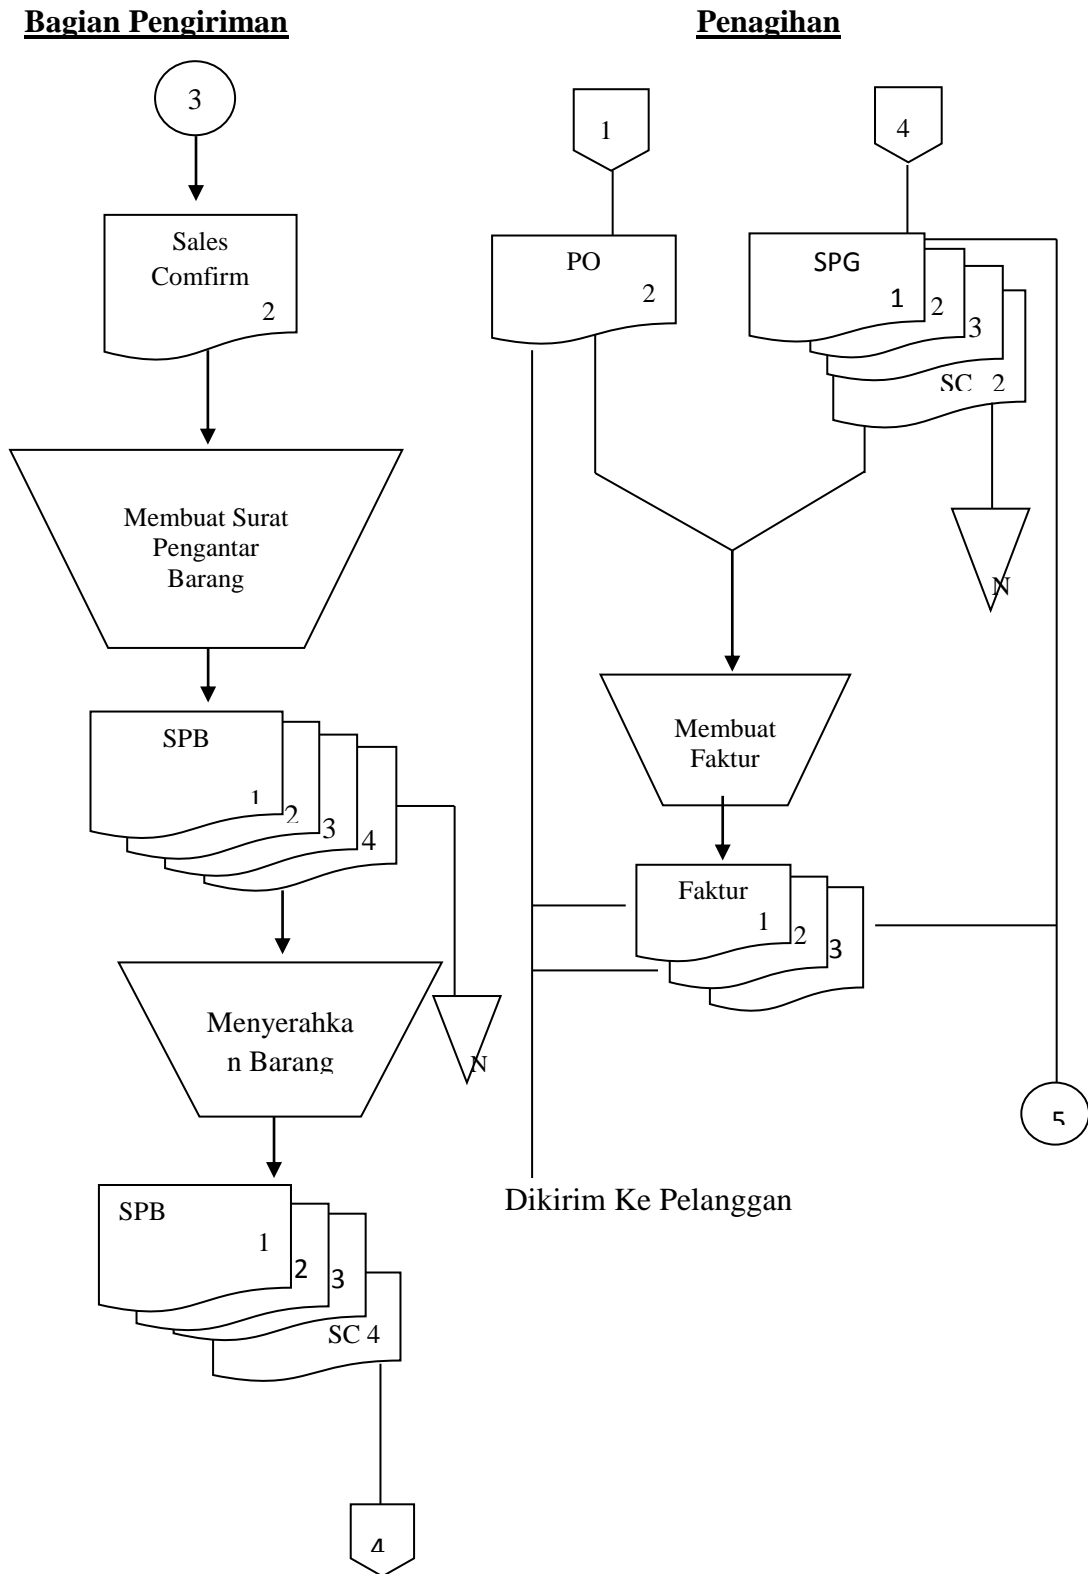 Bagian Pengiriman
3
Sales
Comfirm
2
Membuat Surat
Pengantar
Barang
SPB
1
2
3
4
Menyerahka
n Barang
N
SPB
1
2
3
SC 4
4
Penagihan
1
4
PO
2
SPG
1
2
3
SC 2
N
Membuat
Faktur
Faktur
1
2
3
5
Dikirim Ke Pelanggan